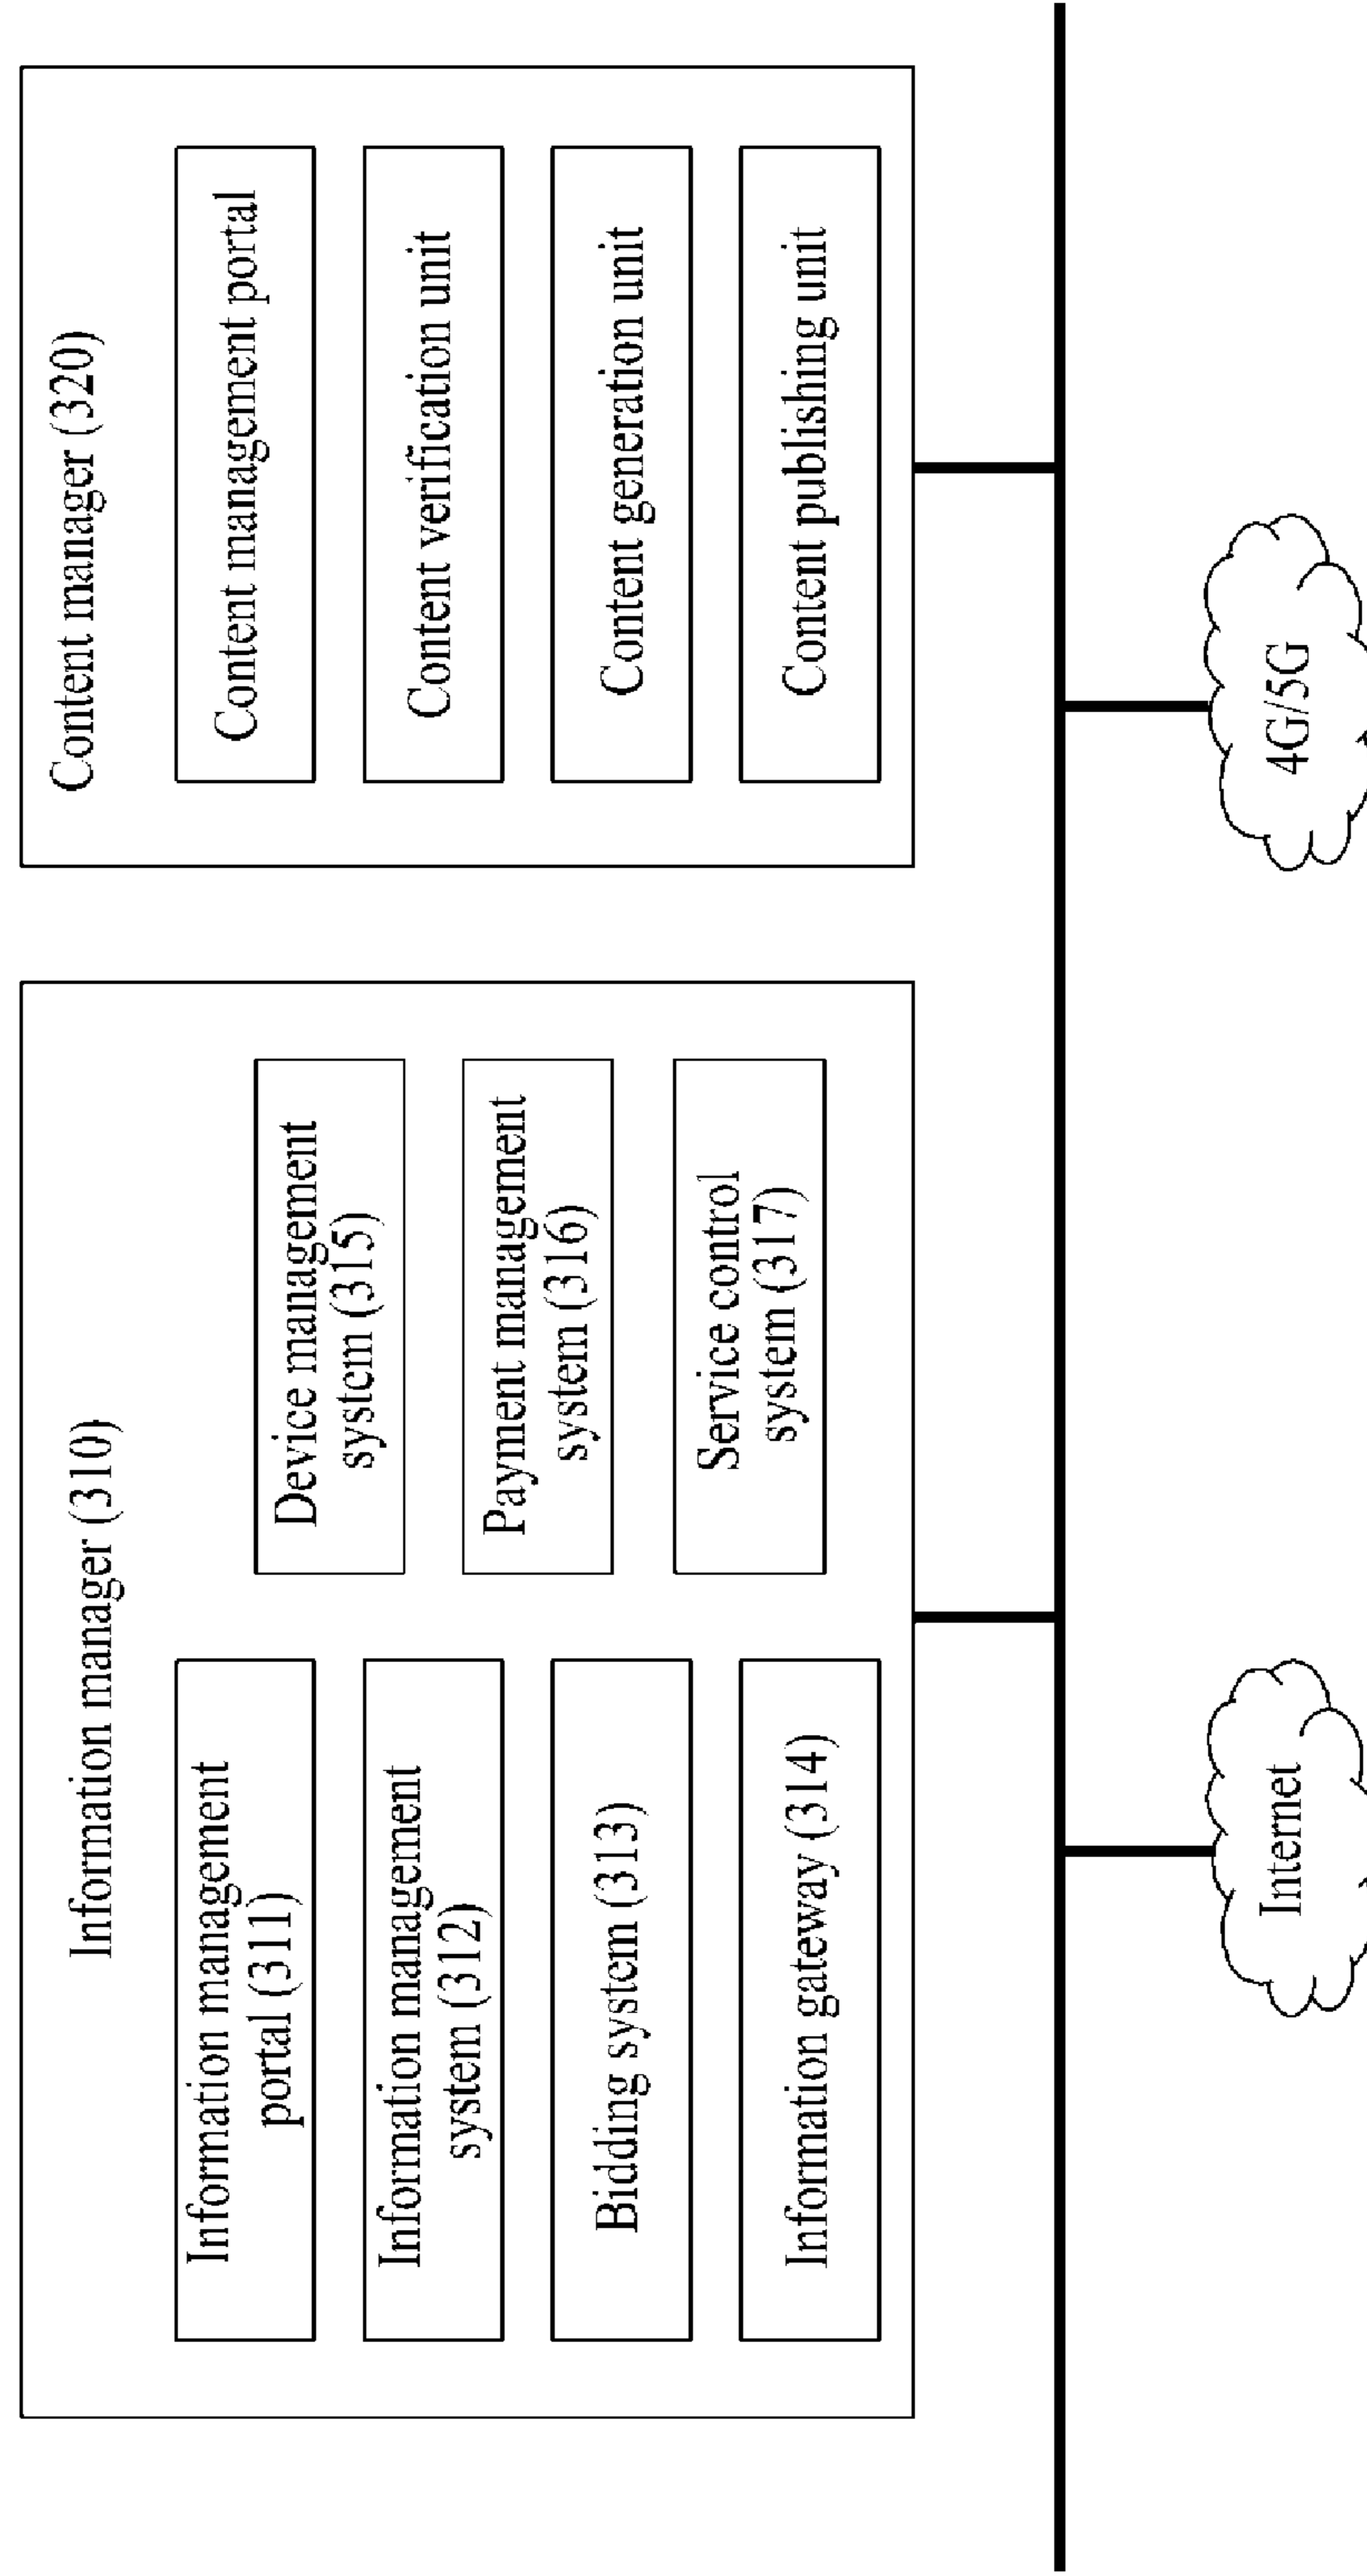 Information manager (310)
Information management
portal (311)
Information management
system (312)
Bidding system (313)
Information gateway (314)
Device management
system (315)
Payment management
system (316)
Service control
system (317)
Content manager (320)
Content management portal
Content verification unit
Content generation unit
Content publishing unit
Internet
4G/5G